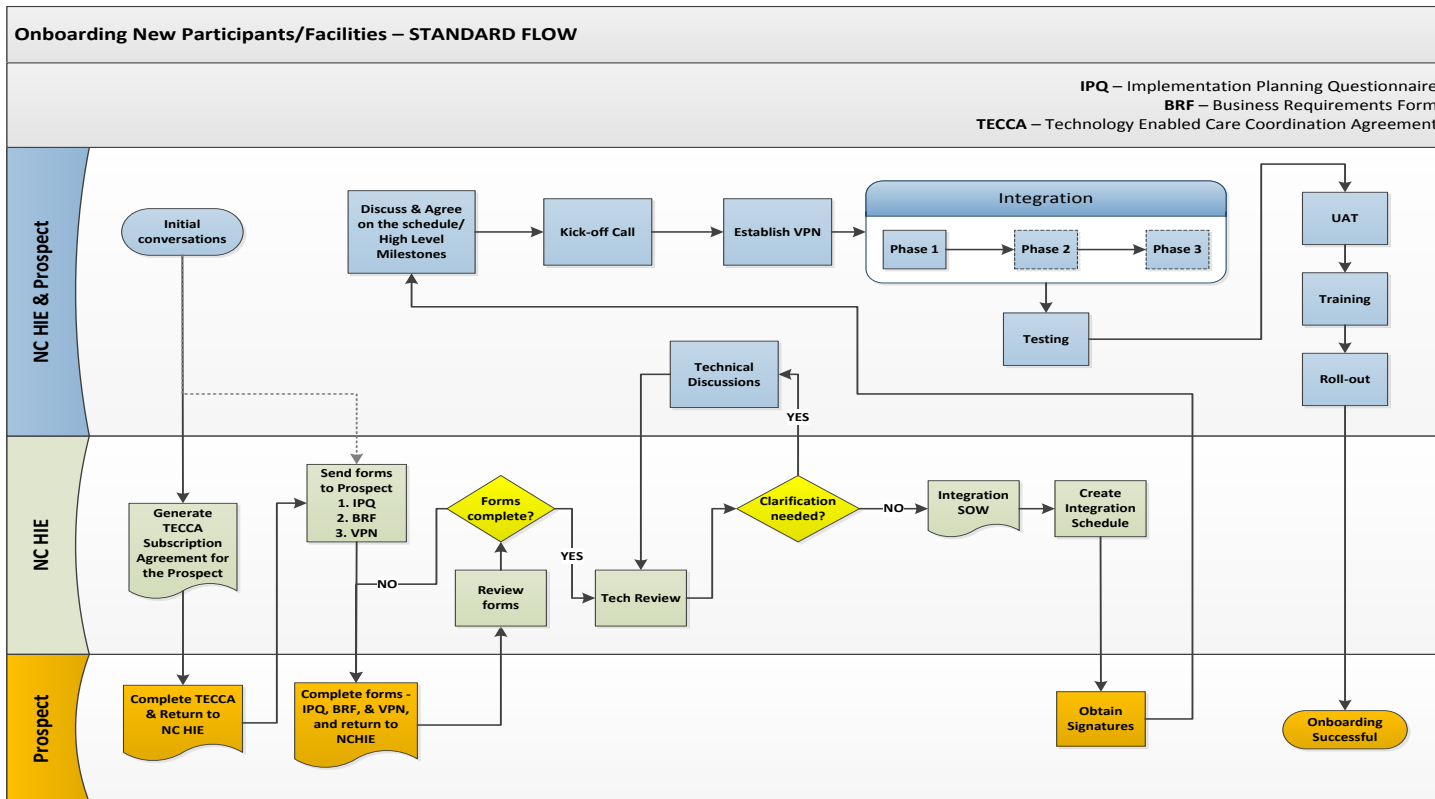 Onboarding New Participants/Facilities – STANDARD FLOW
IPQ – Implementation Planning Questionnaire
BRF – Business Requirements Form
TECCA – Technology Enabled Care Coordination Agreement
NC HIE & Prospect
Initial
conversations
Discuss & Agree
on the schedule/
High Level
Milestones
Kick-off Call
Establish VPN
Integration
Phase 1
Phase 2
Phase 3
Testing
UAT
Training
Roll-out
Technical
Discussions
YES
NC HIE
Generate
TECCA
Subscription
Agreement for
the Prospect
Send forms
to Prospect
1. IPQ
2. BRF
3. VPN
Forms
complete?
YES
NO
Review
forms
Tech Review
Clarification
needed?
NO
Integration
SOW
Create
Integration
Schedule
Prospect
Complete TECCA
& Return to
NC HIE
Complete forms -
IPQ, BRF, & VPN,
and return to
NCHIE
Obtain
Signatures
Onboarding
Successful